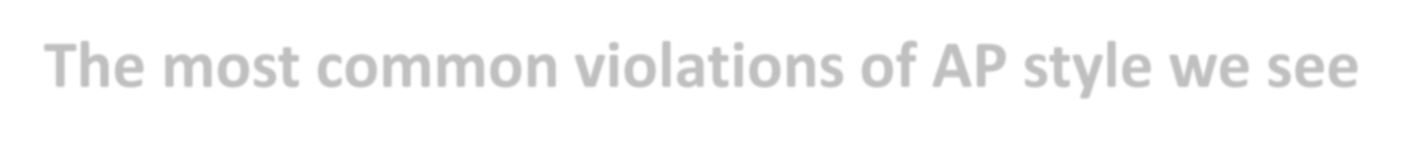 The most common violations of AP style we see